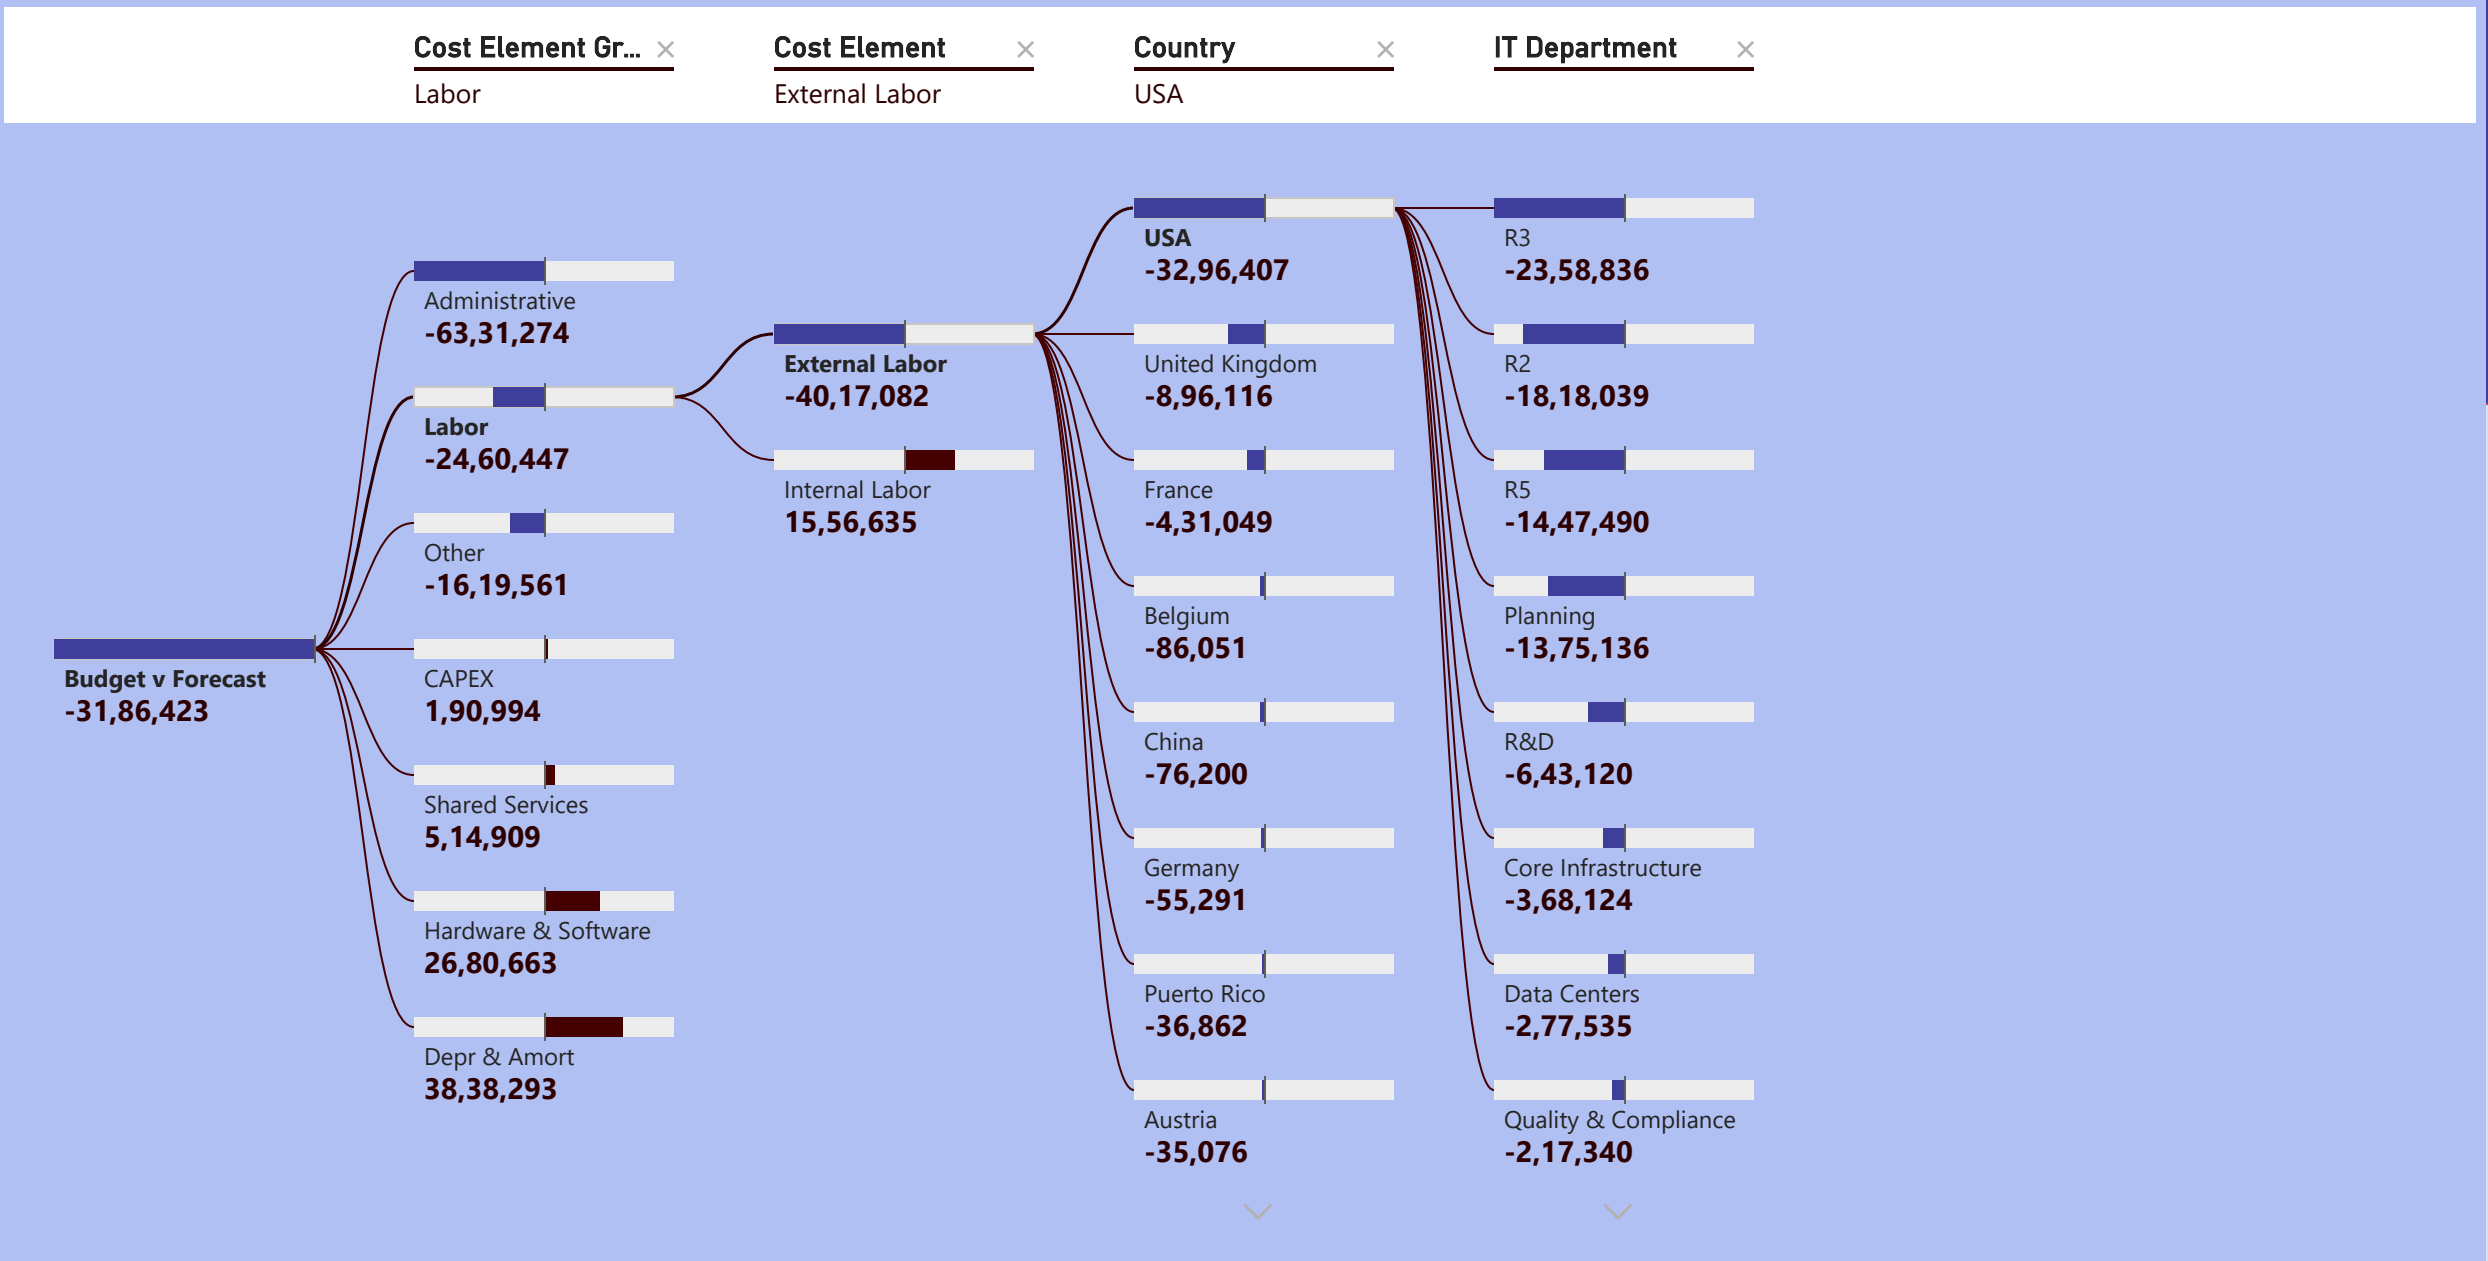 Cost Element Gr...
Labor
Cost Element
External Labor
Country
USA
IT Department
Budget v Forecast
-31,86,423
Administrative
-63,31,274
Labor
-24,60,447
Other
-16,19,561
CAPEX
1,90,994
Shared Services
5,14,909
Hardware & Software
26,80,663
Depr & Amort
38,38,293
External Labor
-40,17,082
Internal Labor
15,56,635
USA
-32,96,407
United Kingdom
-8,96,116
France
-4,31,049
Belgium
-86,051
China
-76,200
Germany
-55,291
Puerto Rico
-36,862
Austria
-35,076
R3
-23,58,836
R2
-18,18,039
R5
-14,47,490
Planning
-13,75,136
R&D
-6,43,120
Core Infrastructure
-3,68,124
Data Centers
-2,77,535
Quality & Compliance
-2,17,340